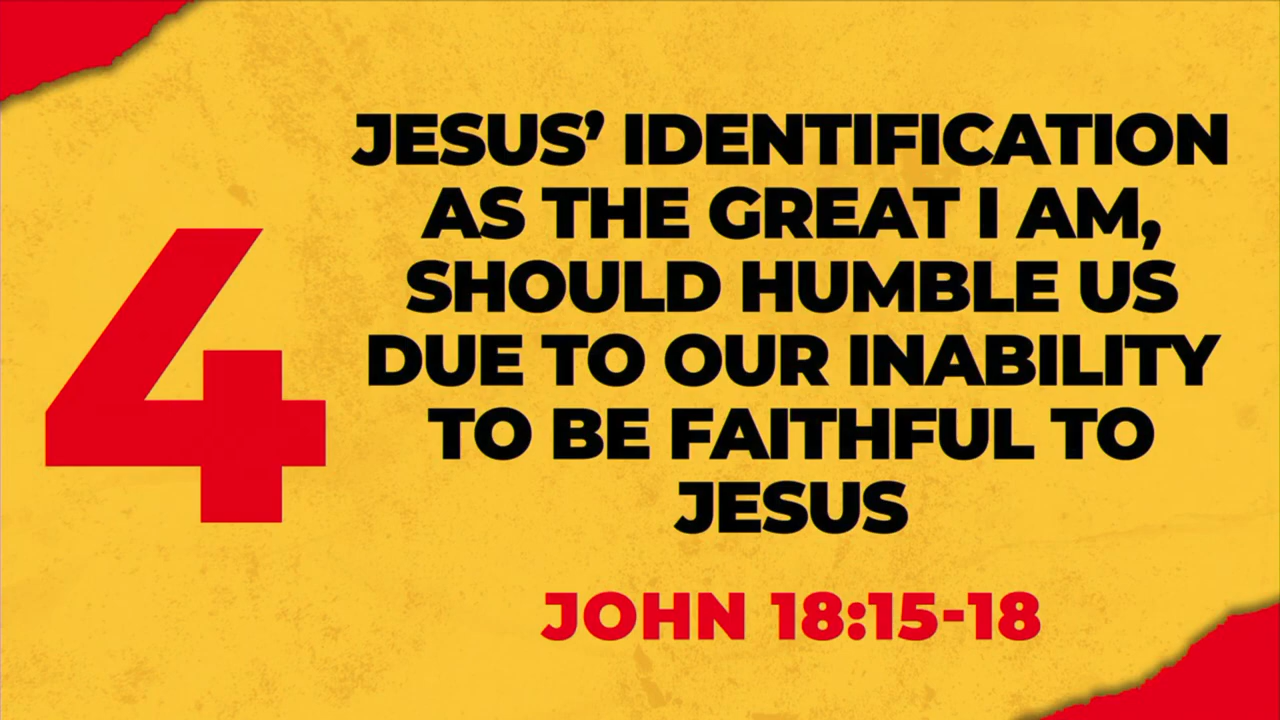 4
JESUS’ IDENTIFICATION
AS THE GREAT I AM,
SHOULD HUMBLE US
DUE TO OUR INABILITY
TO BE FAITHFUL TO
JESUS
JOHN 18:15-18